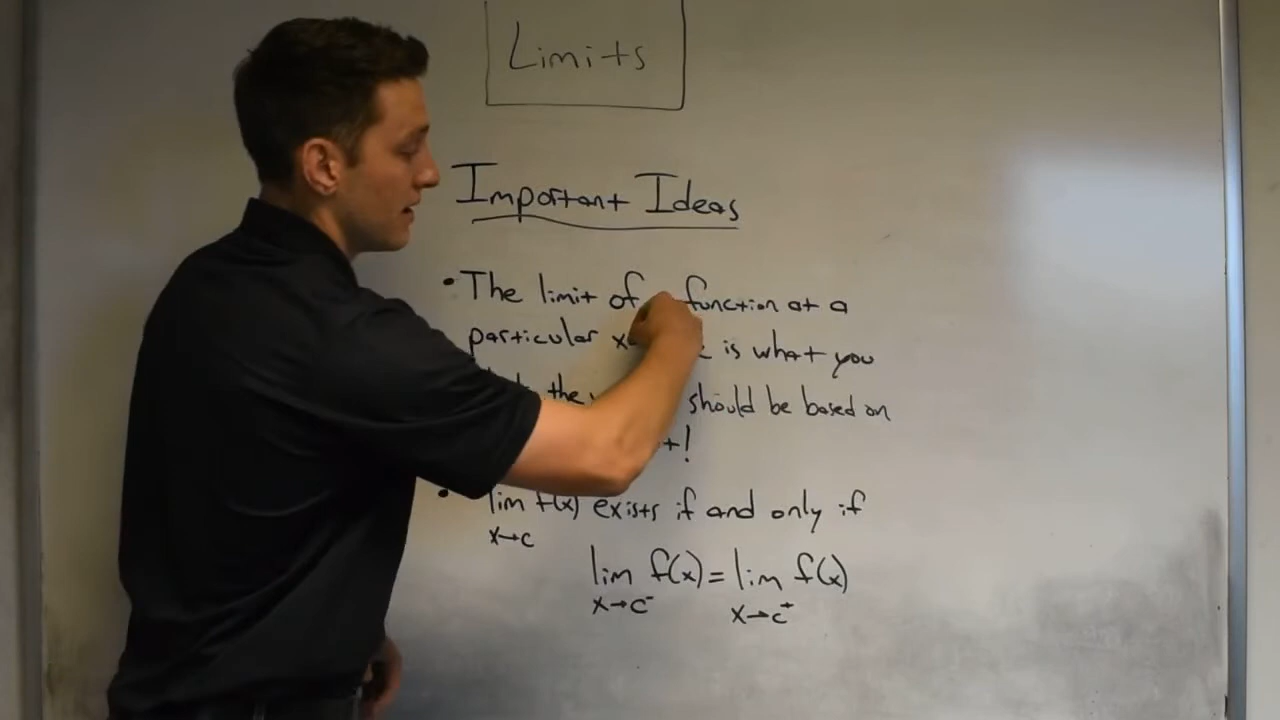 Limits
Important Ideas
• The limit of function at a
particular is what you
the should be based on
!
• lim f(x) exists if and only if
x→c
lim f(x) = lim f(x)
x→c⁻ x→c⁺